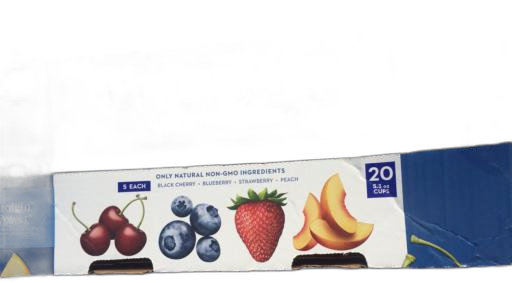 ONLY NATURAL NON-GMO INGREDIENTS
5 EACH
BLACK CHERRY • BLUEBERRY • STRAWBERRY • PEACH
20
5.3 oz
CUPS